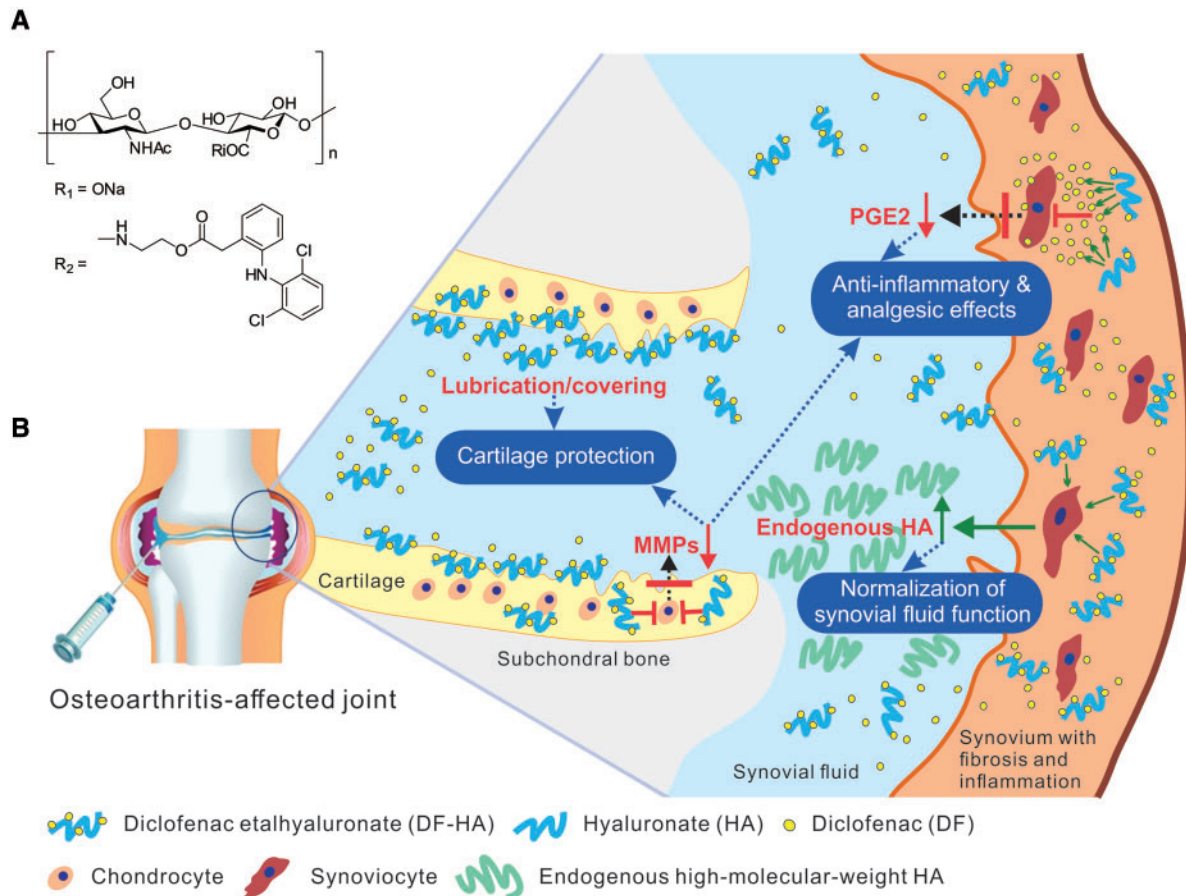 A
OH
HO
O
NHAc
O
HO
OH
RiOC
O
O
n
R1 = ONa
R2 =
H
N
O
O
HN
Cl
Cl
B
Osteoarthritis-affected joint
PGE2
Anti-inflammatory &
analgesic effects
Lubrication/covering
Cartilage protection
MMPs
Endogenous HA
Normalization of
synovial fluid function
Cartilage
Subchondral bone
Synovial fluid
Synovium with
fibrosis and
inflammation
Diclofenac etalhyaluronate (DF-HA)
Hyaluronate (HA)
Diclofenac (DF)
Chondrocyte
Synoviocyte
Endogenous high-molecular-weight HA